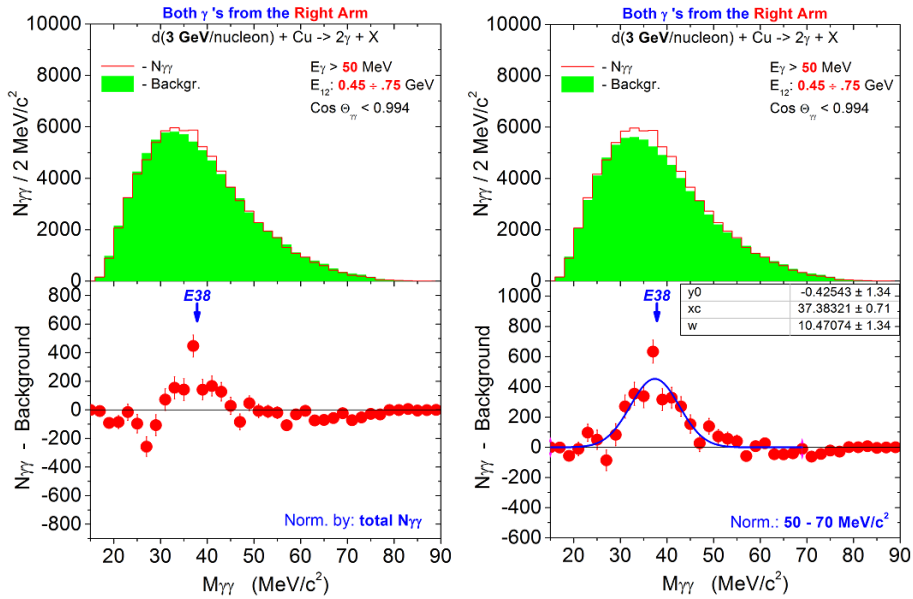 Both γ 's from the Right Arm
d(3 GeV/nucleon) + Cu -> 2γ + X
- Nγγ
- Backgr.
Eγ > 50 MeV
E12: 0.45 ÷ .75 GeV
Cos Θγγ < 0.994
Nγγ / 2 MeV/c²
10000
8000
6000
4000
2000
0
E38
Nγγ - Background
800
600
400
200
0
-200
-400
-600
-800
Norm. by: total Nγγ
20 30 40 50 60 70 80 90
Mγγ (MeV/c²)
Both γ 's from the Right Arm
d(3 GeV/nucleon) + Cu -> 2γ + X
- Nγγ
- Backgr.
Eγ > 50 MeV
E12: 0.45 ÷ .75 GeV
Cos Θγγ < 0.994
Nγγ / 2 MeV/c²
10000
8000
6000
4000
2000
0
E38
y0 -0.42543 ± 1.34
xc 37.38321 ± 0.71
w 10.47074 ± 1.34
Nγγ - Background
1000
800
600
400
200
0
-200
-400
-600
Norm.: 50 - 70 MeV/c²
20 30 40 50 60 70 80 90
Mγγ (MeV/c²)